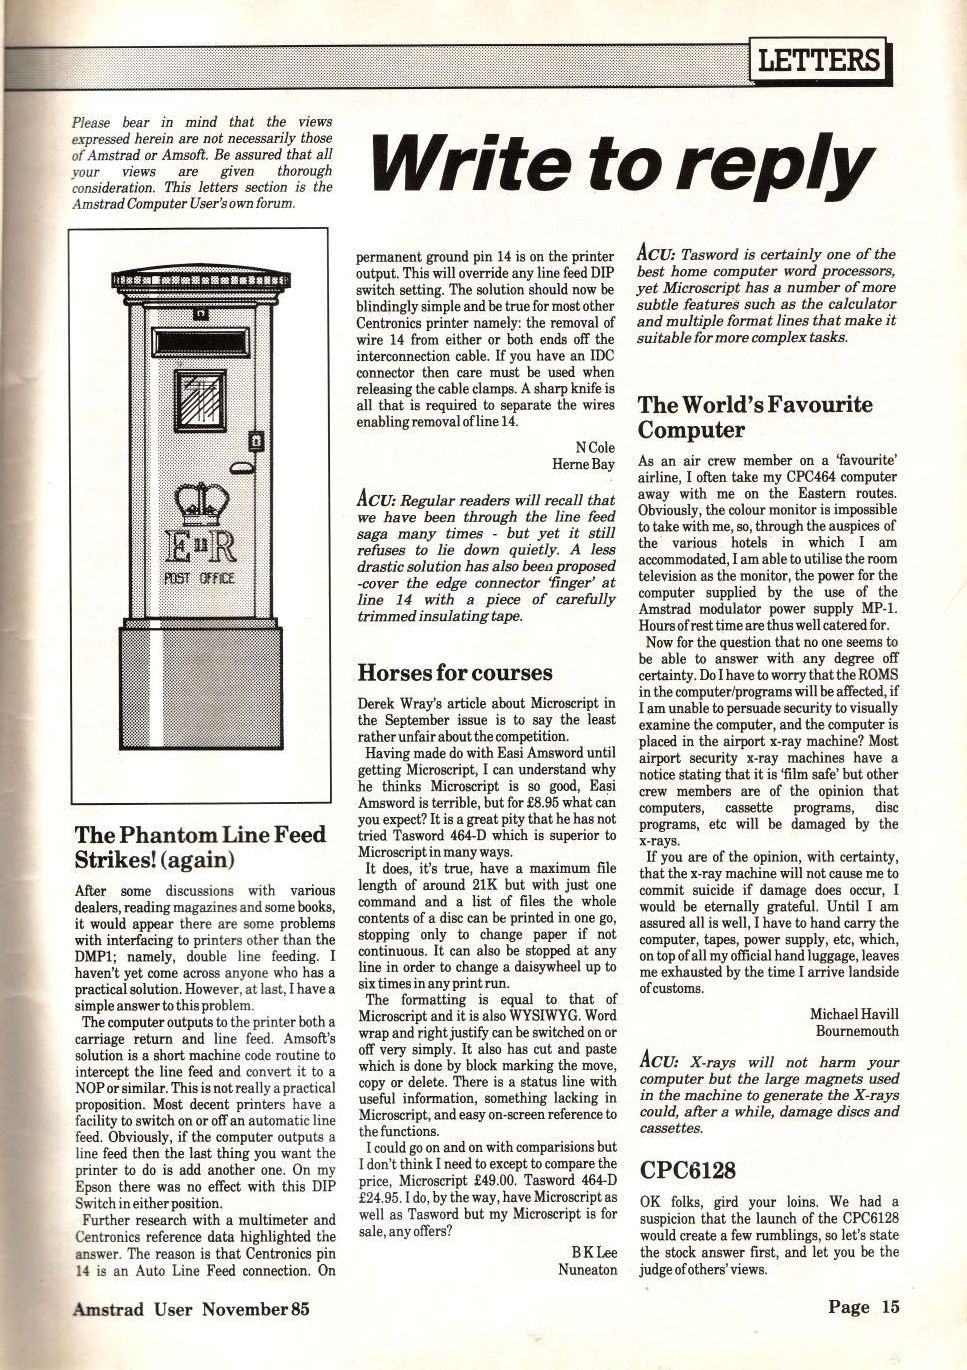 LETTERS
Please bear in mind that the views
expressed herein are not necessarily those
of Amstrad or Amsoft. Be assured that all
your views are given thorough
consideration. This letters section is the
Amstrad Computer User's own forum.
Write to reply
E II R
POST OFFICE
The Phantom Line Feed
Strikes! (again)
After some discussions with various
dealers, reading magazines and some books,
it would appear there are some problems
with interfacing to printers other than the
DMP1; namely, double line feeding. I
haven't yet come across anyone who has a
practical solution. However, at last, I have a
simple answer to this problem.
The computer outputs to the printer both a
carriage return and line feed. Amsoft's
solution is a short machine code routine to
intercept the line feed and convert it to a
NOP or similar. This is not really a practical
proposition. Most decent printers have a
facility to switch on or off an automatic line
feed. Obviously, if the computer outputs a
line feed then the last thing you want the
printer to do is add another one. On my
Epson there was no effect with this DIP
Switch in either position.
Further research with a multimeter and
Centronics reference data highlighted the
answer. The reason is that Centronics pin
14 is an Auto Line Feed connection. On
permanent ground pin 14 is on the printer
output. This will override any line feed DIP
switch setting. The solution should now be
blindingly simple and be true for most other
Centronics printer namely: the removal of
wire 14 from either or both ends off the
interconnection cable. If you have an IDC
connector then care must be used when
releasing the cable clamps. A sharp knife is
all that is required to separate the wires
enabling removal of line 14.
N Cole
Herne Bay
ACU: Regular readers will recall that
we have been through the line feed
saga many times - but yet it still
refuses to lie down quietly. A less
drastic solution has also been proposed
-cover the edge connector 'finger' at
line 14 with a piece of carefully
trimmed insulating tape.
Horses for courses
Derek Wray's article about Microscript in
the September issue is to say the least
rather unfair about the competition.
Having made do with Easi Amsword until
getting Microscript, I can understand why
he thinks Microscript is so good, Easi
Amsword is terrible, but for £8.95 what can
you expect? It is a great pity that he has not
tried Tasword 464-D which is superior to
Microscript in many ways.
It does, it's true, have a maximum file
length of around 21K but with just one
command and a list of files the whole
contents of a disc can be printed in one go,
stopping only to change paper if not
continuous. It can also be stopped at any
line in order to change a daisywheel up to
six times in any print run.
The formatting is equal to that of
Microscript and it is also WYSIWYG. Word
wrap and right justify can be switched on or
off very simply. It also has cut and paste
which is done by block marking the move,
copy or delete. There is a status line with
useful information, something lacking in
Microscript, and easy on-screen reference to
the functions.
I could go on and on with comparisions but
I don't think I need to except to compare the
price, Microscript £49.00. Tasword 464-D
£24.95. I do, by the way, have Microscript as
well as Tasword but my Microscript is for
sale, any offers?
B K Lee
Nuneaton
ACU: Tasword is certainly one of the
best home computer word processors,
yet Microscript has a number of more
subtle features such as the calculator
and multiple format lines that make it
suitable for more complex tasks.
The World's Favourite
Computer
As an air crew member on a 'favourite'
airline, I often take my CPC464 computer
away with me on the Eastern routes.
Obviously, the colour monitor is impossible
to take with me, so, through the auspices of
the various hotels in which I am
accommodated, I am able to utilise the room
television as the monitor, the power for the
computer supplied by the use of the
Amstrad modulator power supply MP-1.
Hours of rest time are thus well catered for.
Now for the question that no one seems to
be able to answer with any degree off
certainty. Do I have to worry that the ROMS
in the computer/programs will be affected, if
I am unable to persuade security to visually
examine the computer, and the computer is
placed in the airport x-ray machine? Most
airport security x-ray machines have a
notice stating that it is 'film safe' but other
crew members are of the opinion that
computers, cassette programs, disc
programs, etc will be damaged by the
x-rays.
If you are of the opinion, with certainty,
that the x-ray machine will not cause me to
commit suicide if damage does occur, I
would be eternally grateful. Until I am
assured all is well, I have to hand carry the
computer, tapes, power supply, etc, which,
on top of all my official hand luggage, leaves
me exhausted by the time I arrive landside
of customs.
Michael Havill
Bournemouth
ACU: X-rays will not harm your
computer but the large magnets used
in the machine to generate the X-rays
could, after a while, damage discs and
cassettes.
CPC6128
OK folks, gird your loins. We had a
suspicion that the launch of the CPC6128
would create a few rumblings, so let's state
the stock answer first, and let you be the
judge of others' views.
Amstrad User November 85
Page 15